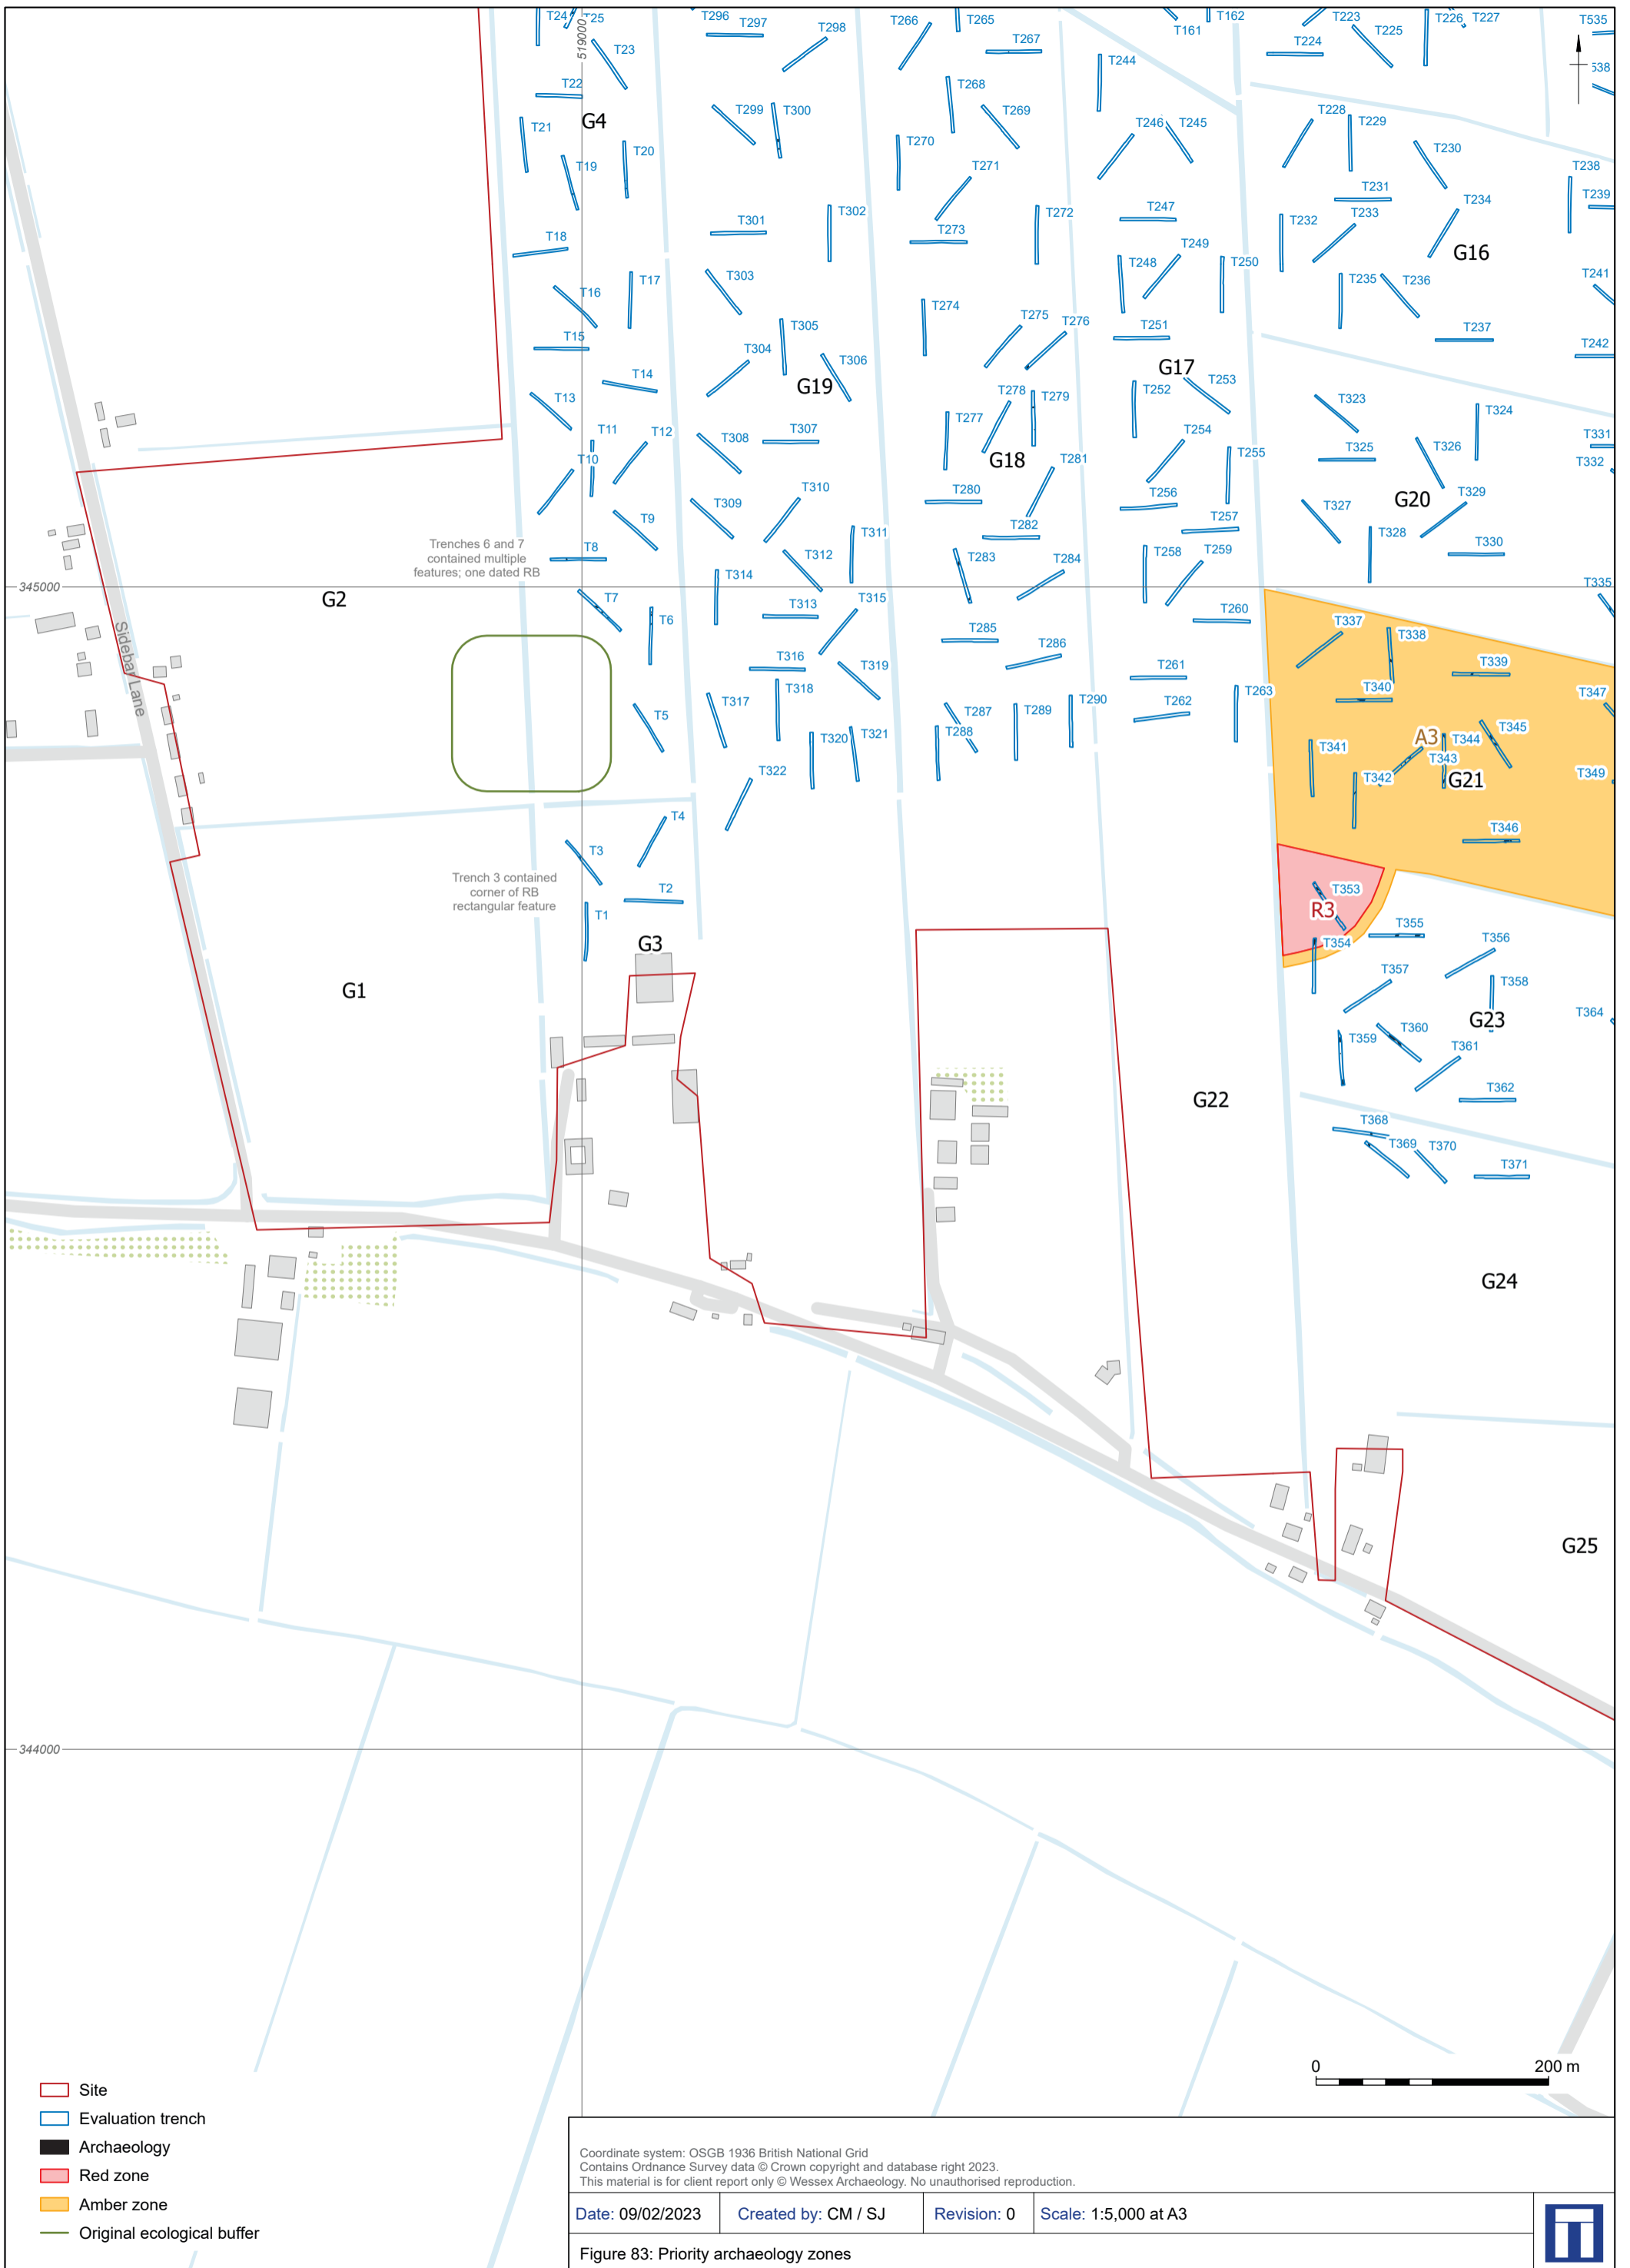 T24
T25
519000
T296
T297
T298
T266
T265
T267
T161
T162
T223
T224
T225
T226
T227
T535
538
T23
T22
G4
T21
T19
T20
T299
T300
T268
T269
T270
T271
T244
T246
T245
T228
T229
T230
T238
T239
T231
T234
T18
T301
T302
T273
T272
T247
T232
T233
G16
T17
T16
T303
T248
T249
T250
T235
T236
T241
T15
T305
T304
T306
T274
T275
T276
T251
T237
T242
T14
G19
G17
T13
T278
T279
T252
T253
T323
T324
T11
T12
T308
T307
T277
G18
T254
T325
T326
T331
T332
T10
T281
T255
T309
T310
T280
T256
G20
T329
T9
T311
T282
T257
T327
T328
Trenches 6 and 7
contained multiple
features; one dated RB
T8
T312
T283
T284
T258
T259
T330
345000
G2
T314
T335
T7
T6
T313
T315
T285
T260
T337
T338
Sidebar Lane
T316
T319
T286
T261
T339
T318
T340
T347
T5
T317
T287
T289
T290
T262
T263
T320
T321
T288
T341
A3
T344
T345
T343
T342
G21
T349
T322
T4
T3
T346
Trench 3 contained
corner of RB
rectangular feature
T2
T1
T353
R3
T354
T355
T356
G3
G1
T357
T358
T364
G23
T359
T360
T361
T362
G22
T368
T369
T370
T371
G24
G25
344000
0
200 m
Site
Evaluation trench
Archaeology
Red zone
Amber zone
Original ecological buffer
Coordinate system: OSGB 1936 British National Grid
Contains Ordnance Survey data © Crown copyright and database right 2023.
This material is for client report only © Wessex Archaeology. No unauthorised reproduction.
Date: 09/02/2023
Created by: CM / SJ
Revision: 0
Scale: 1:5,000 at A3
Figure 83: Priority archaeology zones